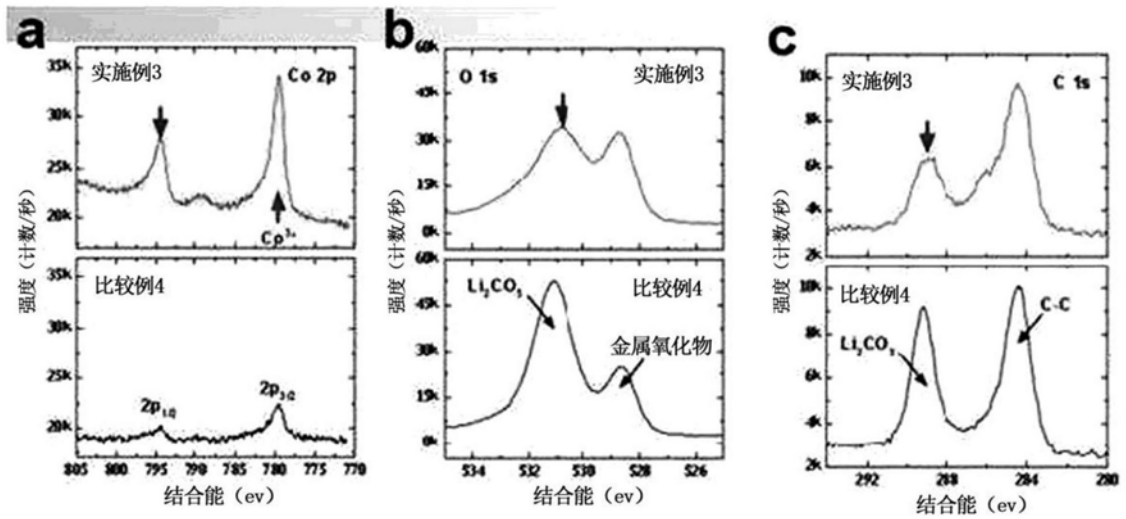 a
实施例3
Co 2p
35k
30k
25k
20k
Co³⁺
比较例4
35k
30k
25k
20k
2p1/2
2p3/2
805 800 795 790 785 780 775 770
结合能（ev）
强度（计数/秒）
b
O 1s
实施例3
60k
45k
30k
15k
0k
60k
45k
30k
15k
0k
Li₂CO₃
比较例4
金属氧化物
534 532 530 528 526
结合能（ev）
强度（计数/秒）
c
实施例3
C 1s
10k
8k
6k
4k
2k
比较例4
10k
8k
6k
4k
2k
Li₂CO₃
C-C
292 288 284 280
结合能（ev）
强度（计数/秒）